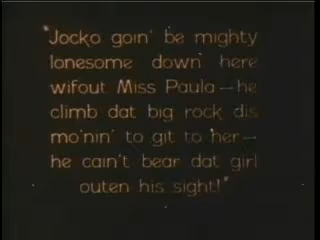 "Jocko goin' be mighty
lonesome down here
wifout Miss Paula—he
climb dat big rock dis
mo'nin' to git to her—
he cain't bear dat girl
outen his sight!"